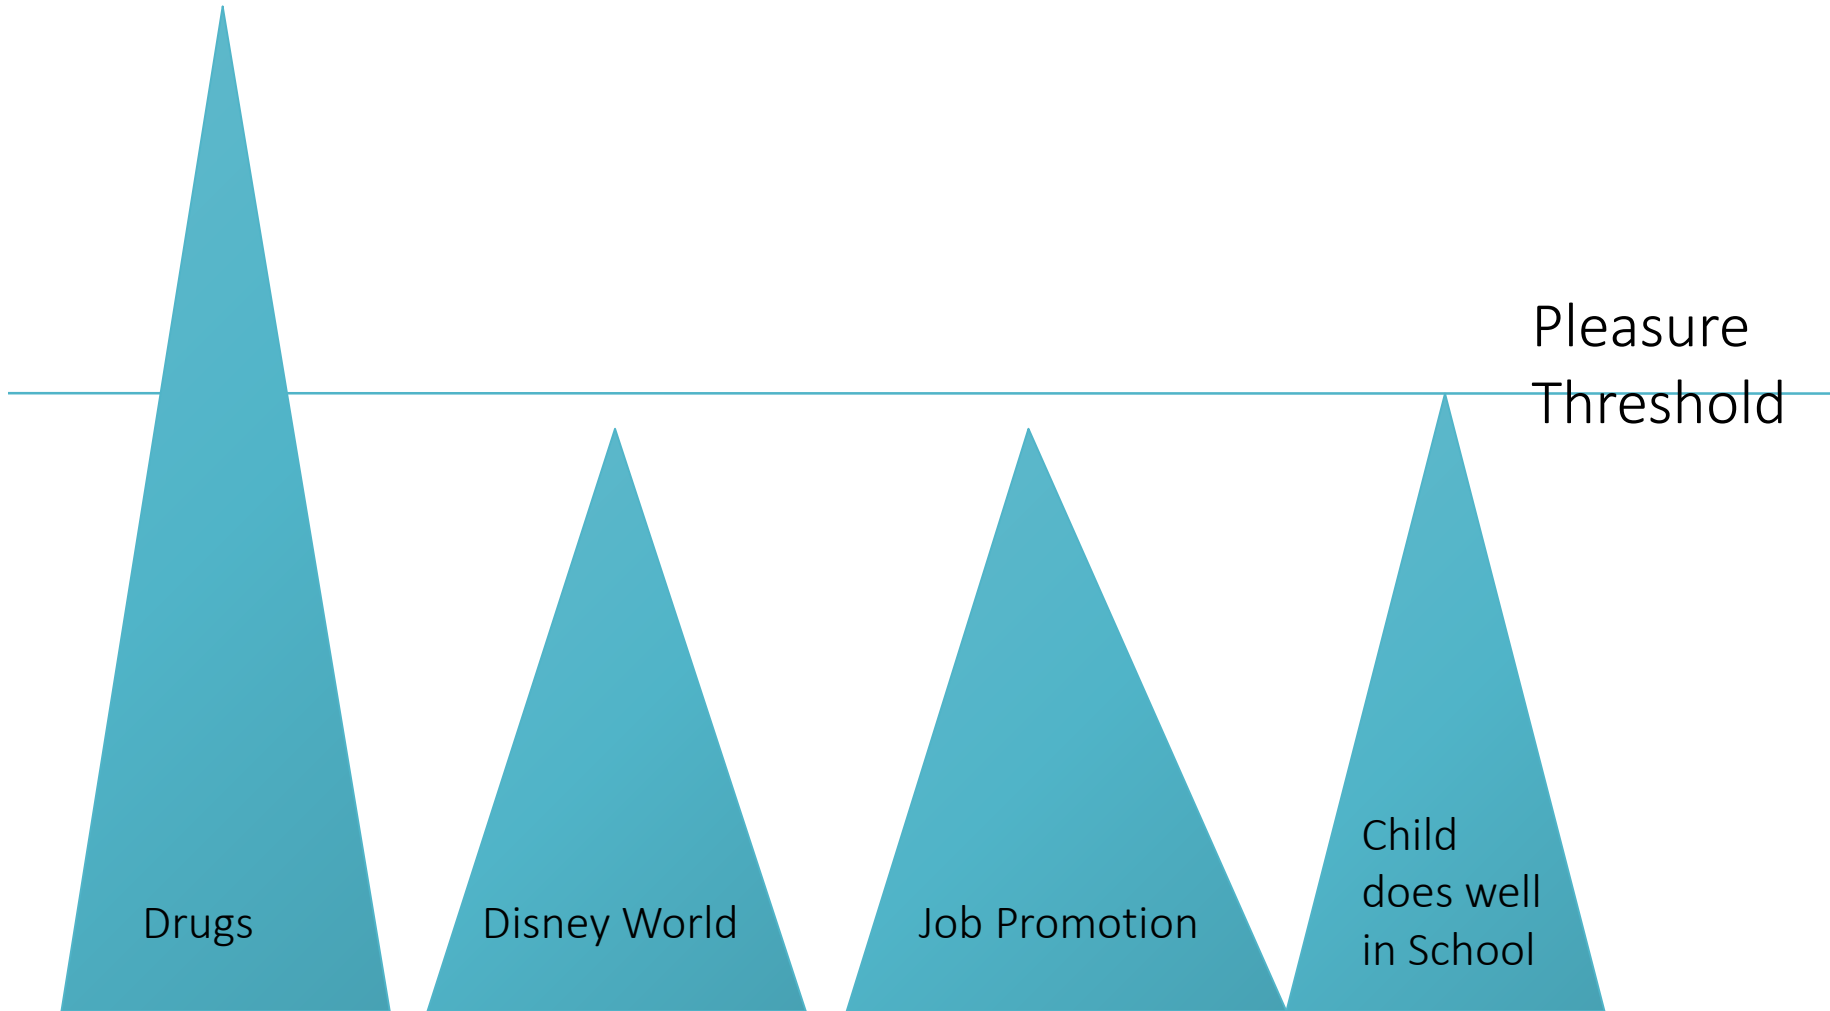 Pleasure
Threshold
Drugs
Disney World
Job Promotion
Child
does well
in School